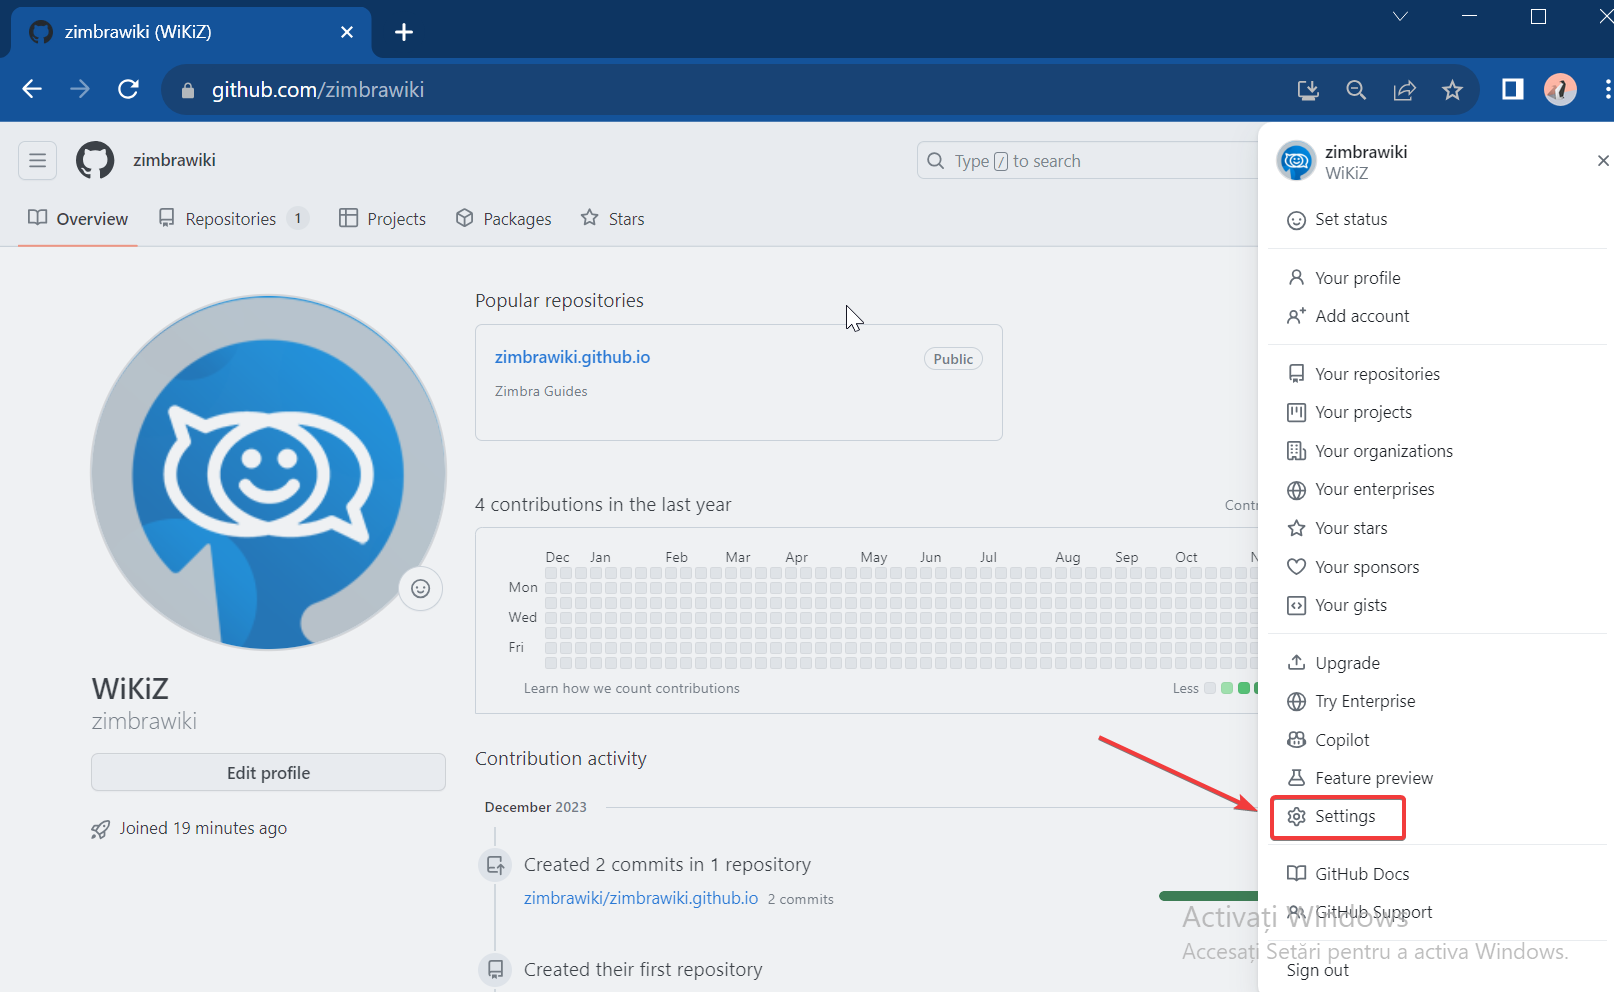 zimbrawiki (WiKiZ)
github.com/zimbrawiki
zimbrawiki
Type / to search
Overview
Repositories 1
Projects
Packages
Stars
Popular repositories
zimbrawiki.github.io
Public
Zimbra Guides
4 contributions in the last year
Contr
Dec Jan Feb Mar Apr May Jun Jul Aug Sep Oct N
Mon
Wed
Fri
Learn how we count contributions
Less
WiKiZ
zimbrawiki
Edit profile
Joined 19 minutes ago
Contribution activity
December 2023
Created 2 commits in 1 repository
zimbrawiki/zimbrawiki.github.io 2 commits
Created their first repository
zimbrawiki
WiKiZ
Set status
Your profile
Add account
Your repositories
Your projects
Your organizations
Your enterprises
Your stars
Your sponsors
Your gists
Upgrade
Try Enterprise
Copilot
Feature preview
Settings
GitHub Docs
GitHub Support
Sign out
Activați Windows
Accesați Setări pentru a activa Windows.